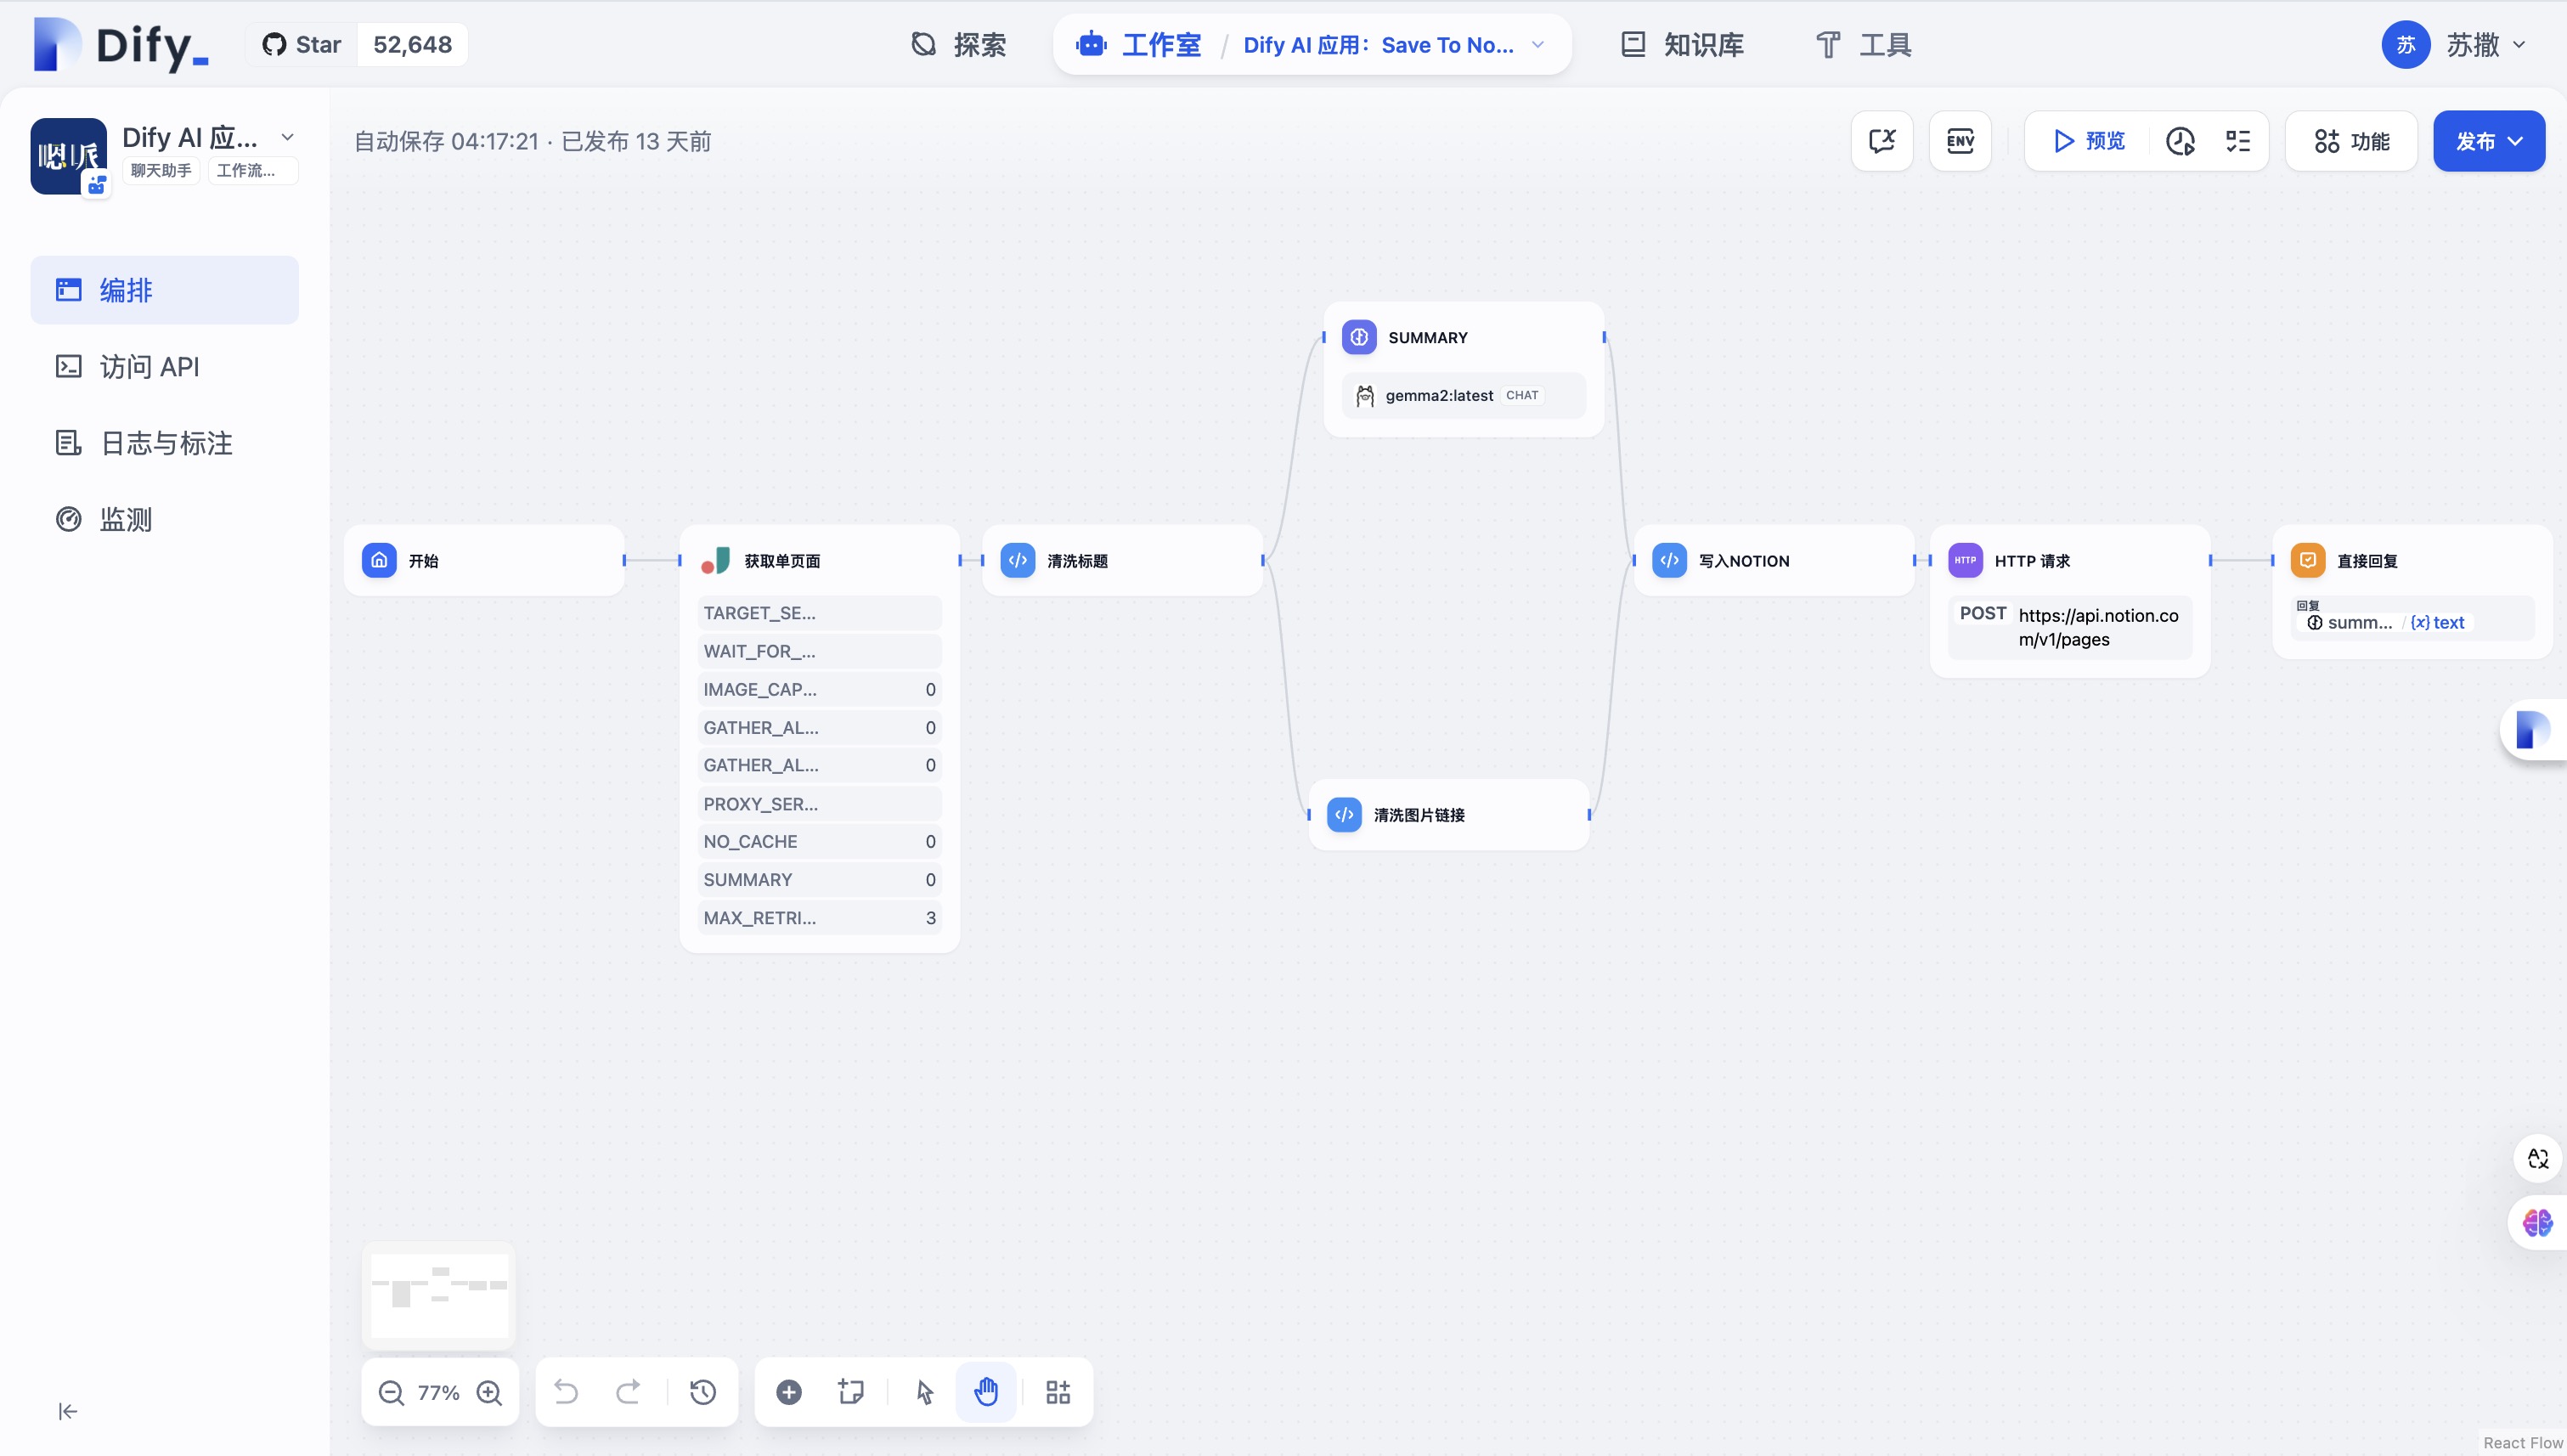 Dify_
Star 52,648
探索
工作室 / Dify AI 应用：Save To No...
知识库
工具
苏 苏撒
嗯派
Dify AI 应...
聊天助手 工作流...
自动保存 04:17:21 · 已发布 13 天前
ENV
预览
功能
发布
编排
访问 API
日志与标注
监测
SUMMARY
gemma2:latest CHAT
开始
获取单页面
TARGET_SE...
WAIT_FOR_...
IMAGE_CAP... 0
GATHER_AL... 0
GATHER_AL... 0
PROXY_SER...
NO_CACHE 0
SUMMARY 0
MAX_RETRI... 3
清洗标题
清洗图片链接
写入NOTION
HTTP HTTP 请求
POST https://api.notion.co
m/v1/pages
直接回复
回复
summ... / {x} text
77%
React Flow